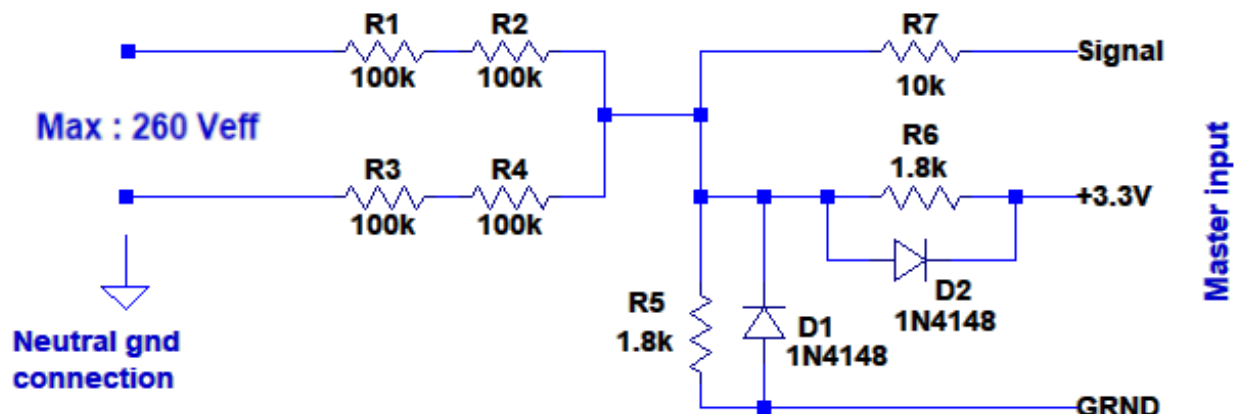 R1
R2
R7
Signal
100k
100k
10k
Max : 260 Veff
R3
R4
R6
1.8k
+3.3V
100k
100k
Master input
R5
1.8k
D1
1N4148
D2
1N4148
Neutral gnd
connection
GRND